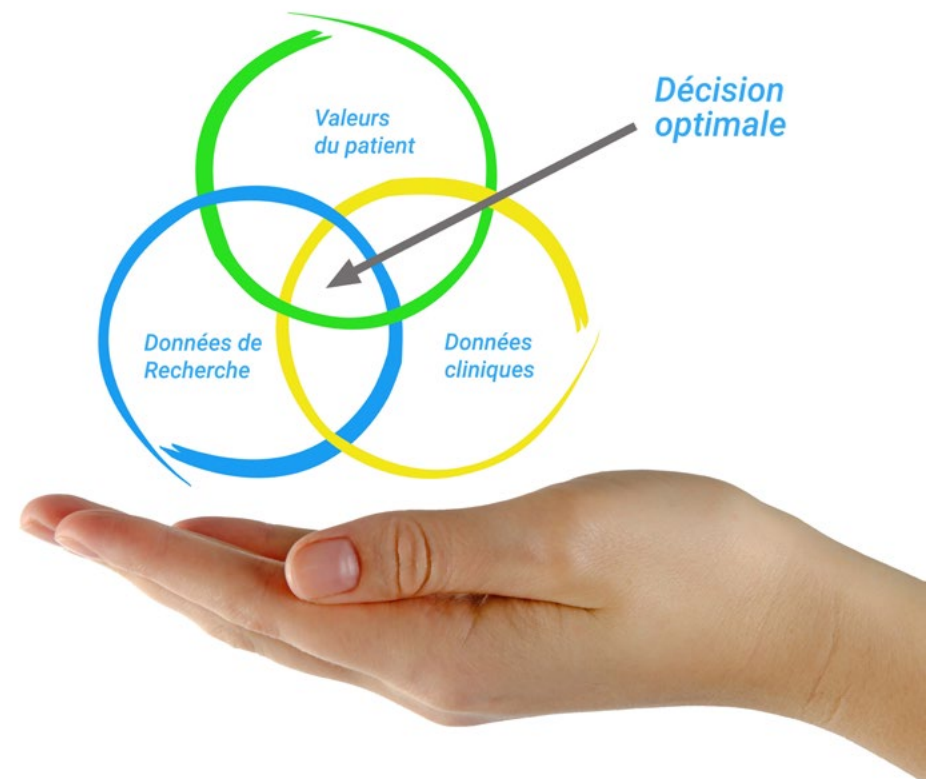 Valeurs
du patient
Décision
optimale
Données de
Recherche
Données
cliniques